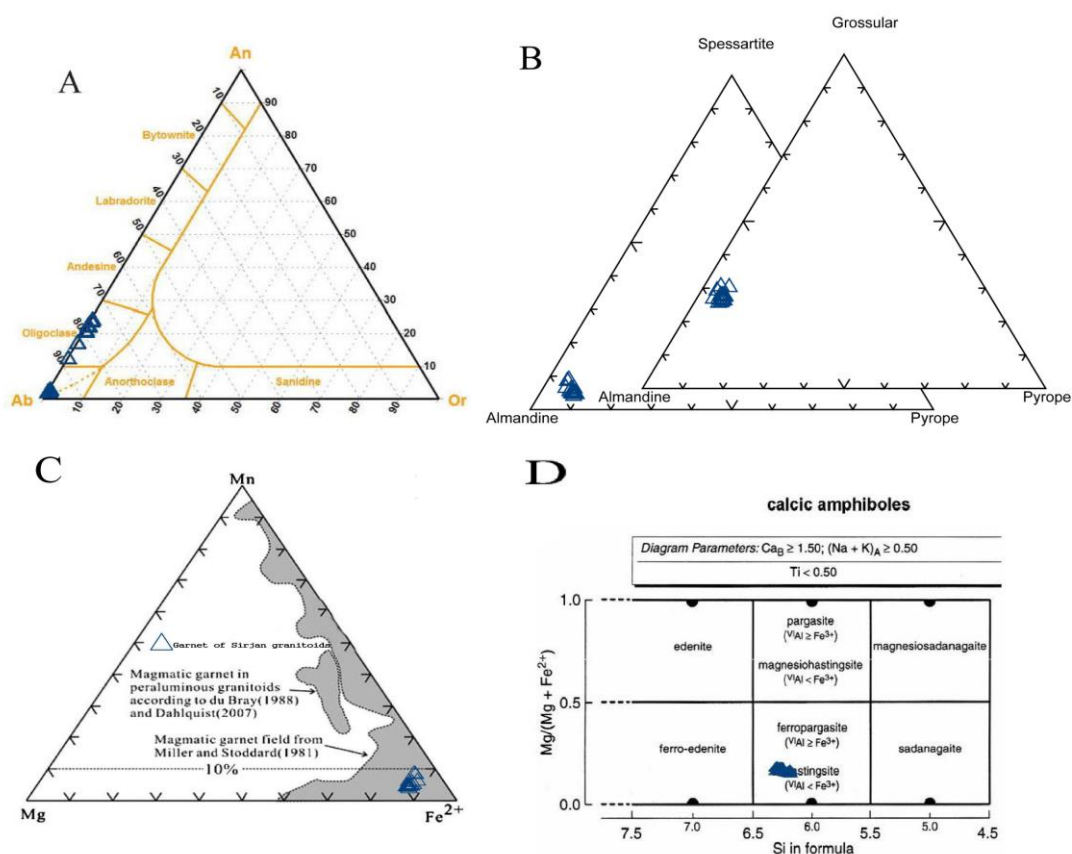 A
An
10
90
20
80
Bytownite
30
70
40
60
Labradorite
50
50
60
40
Andesine
70
30
80
20
Oligoclase
90
10
Anorthoclase
Sanidine
Ab
Or
10
20
30
40
50
60
70
80
90
B
Spessartite
Grossular
Almandine
Pyrope
Almandine
Pyrope
C
Mn
Garnet of Sirjan granitoids
Magmatic garnet in
peraluminous granitoids
according to du Bray(1988)
and Dahlquist(2007)
Magmatic garnet field from
Miller and Stoddard(1981)
10%
Mg
Fe2+
D
calcic amphiboles
Diagram Parameters: CaB ≥ 1.50; (Na + K)A ≥ 0.50
Ti < 0.50
1.0
0.5
0.0
Mg/(Mg + Fe2+)
edenite
pargasite
(VIAl ≥ Fe3+)
magnesiohastingsite
(VIAl < Fe3+)
magnesiosadanagaite
ferro-edenite
ferropargasite
(VIAl ≥ Fe3+)
astingsite
(VIAl < Fe3+)
sadanagaite
7.5
7.0
6.5
6.0
5.5
5.0
4.5
Si in formula